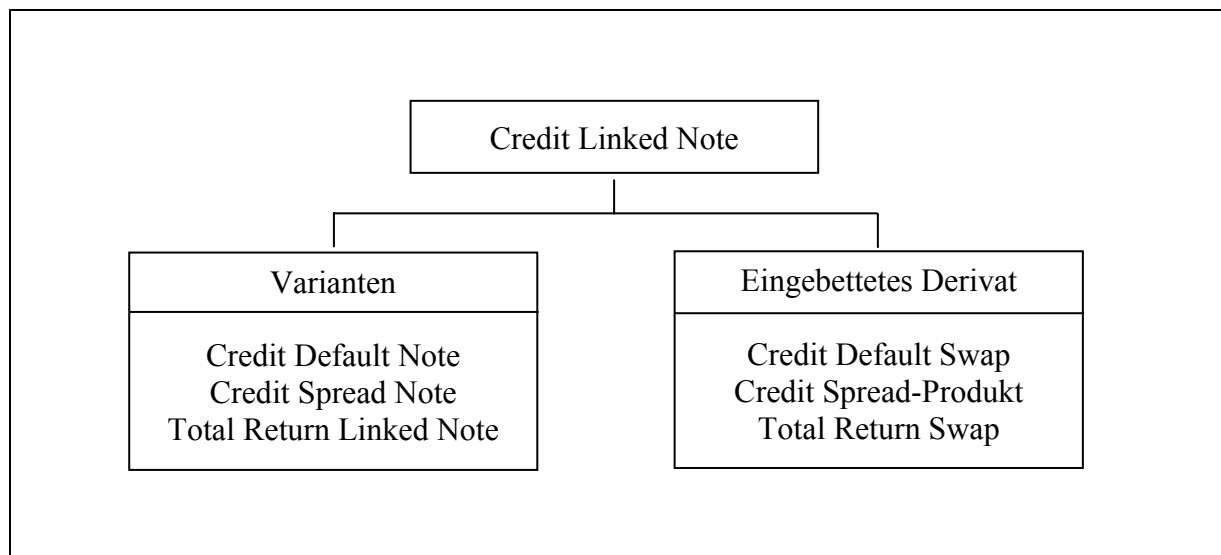 Credit Linked Note
Varianten
Credit Default Note
Credit Spread Note
Total Return Linked Note
Eingebettetes Derivat
Credit Default Swap
Credit Spread-Produkt
Total Return Swap